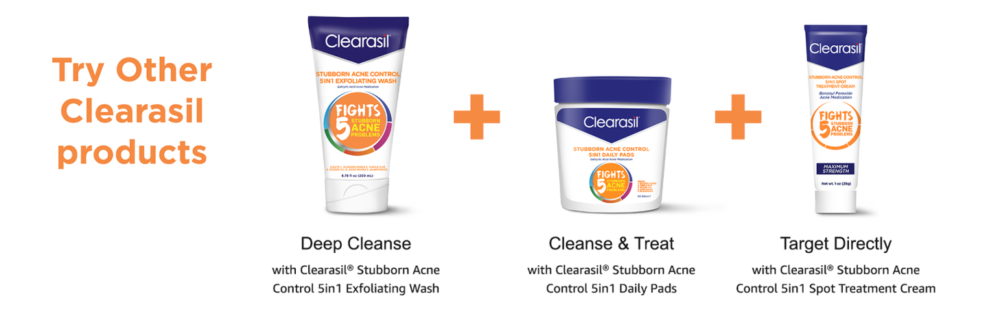 Try Other
Clearasil
products
Clearasil®
STUBBORN ACNE CONTROL
5IN1 EXFOLIATING WASH
Salicylic Acid Acne Medication
FIGHTS
5 STUBBORN
ACNE
PROBLEMS
6.78 fl oz (200 mL)
Deep Cleanse
with Clearasil® Stubborn Acne
Control 5in1 Exfoliating Wash
+
Clearasil®
STUBBORN ACNE CONTROL
5IN1 DAILY PADS
Salicylic Acid Acne Medication
FIGHTS
5 STUBBORN
ACNE
PROBLEMS
90 COUNT
Cleanse & Treat
with Clearasil® Stubborn Acne
Control 5in1 Daily Pads
+
Clearasil®
STUBBORN ACNE CONTROL
5IN1 SPOT
TREATMENT CREAM
Benzoyl Peroxide
Acne Medication
FIGHTS
5 STUBBORN
ACNE
PROBLEMS
MAXIMUM
STRENGTH
Net wt. 1 oz (28g)
Target Directly
with Clearasil® Stubborn Acne
Control 5in1 Spot Treatment Cream